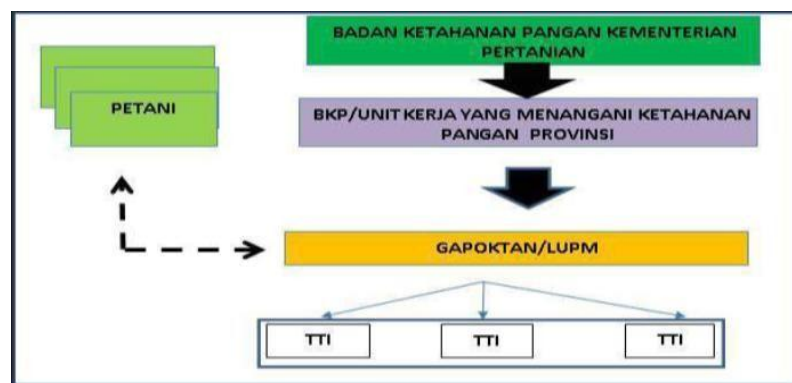 BADAN KETAHANAN PANGAN KEMENTERIAN
PERTANIAN
PETANI
BKP/UNIT KERJA YANG MENANGANI KETAHANAN
PANGAN PROVINSI
GAPOKTAN/LUPM
TTI
TTI
TTI